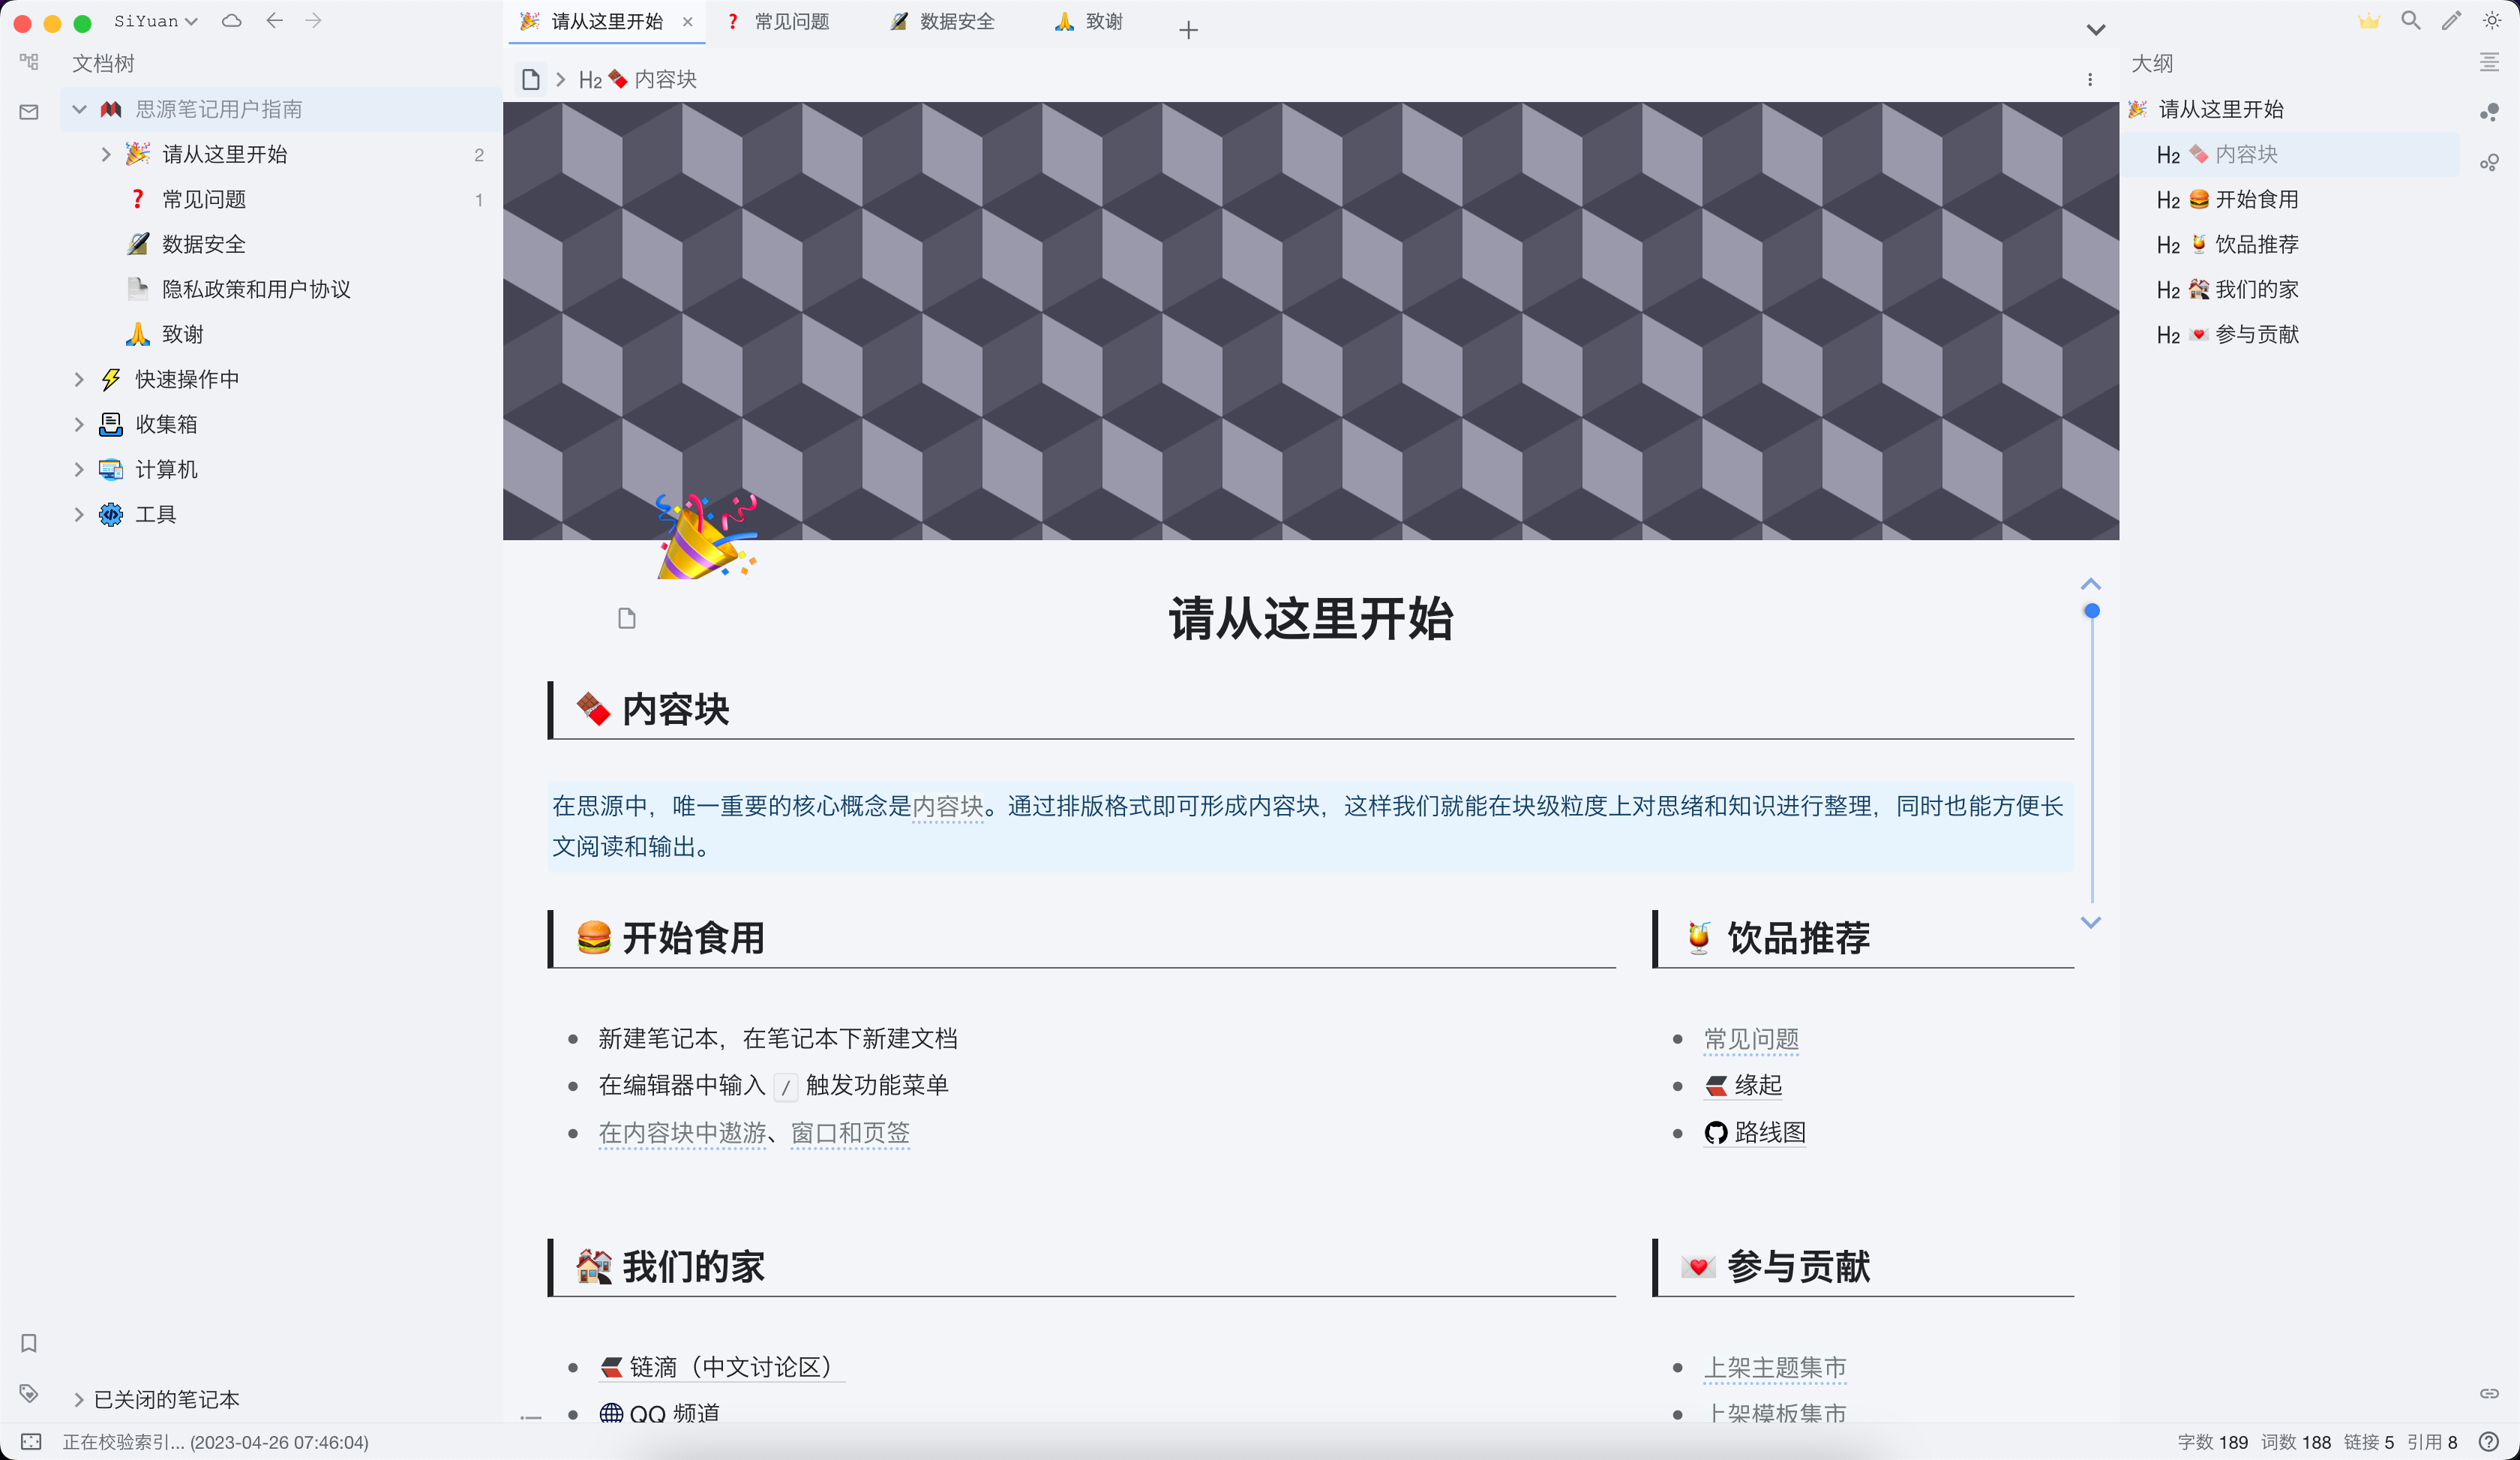 SiYuan
请从这里开始
常见问题
数据安全
致谢
文档树
思源笔记用户指南
请从这里开始 2
常见问题 1
数据安全
隐私政策和用户协议
致谢
快速操作中
收集箱
计算机
工具
已关闭的笔记本
H2 内容块
请从这里开始
内容块
在思源中，唯一重要的核心概念是内容块。通过排版格式即可形成内容块，这样我们就能在块级粒度上对思绪和知识进行整理，同时也能方便长
文阅读和输出。
开始食用
新建笔记本，在笔记本下新建文档
在编辑器中输入 / 触发功能菜单
在内容块中遨游、窗口和页签
饮品推荐
常见问题
缘起
路线图
我们的家
链滴（中文讨论区）
QQ 频道
参与贡献
上架主题集市
上架模板集市
大纲
请从这里开始
H2 内容块
H2 开始食用
H2 饮品推荐
H2 我们的家
H2 参与贡献
正在校验索引... (2023-04-26 07:46:04)
字数 189 词数 188 链接 5 引用 8